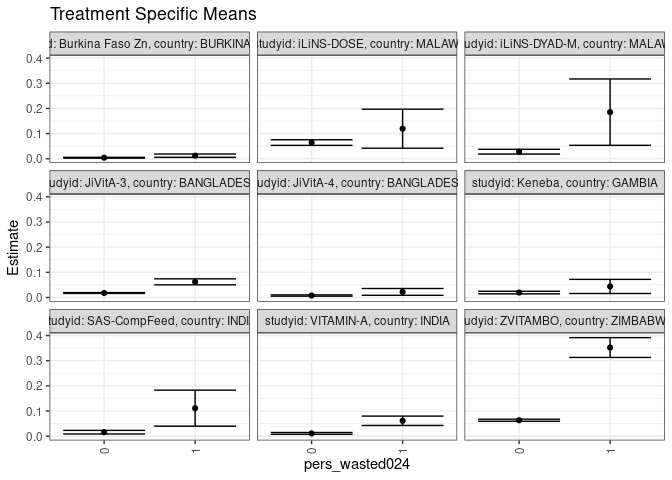 Treatment Specific Means
: Burkina Faso Zn, country: BURKINA
tudyid: iLiNS-DOSE, country: MALAW
udyid: iLiNS-DYAD-M, country: MALAW
0.4
0.3
0.2
0.1
0.0
udyid: JiVitA-3, country: BANGLADES
udyid: JiVitA-4, country: BANGLADES
studyid: Keneba, country: GAMBIA
0.4
0.3
0.2
0.1
0.0
tudyid: SAS-CompFeed, country: INDI
studyid: VITAMIN-A, country: INDIA
udyid: ZVITAMBO, country: ZIMBABW
0.4
0.3
0.2
0.1
0.0
Estimate
0 1 0 1 0 1
pers_wasted024